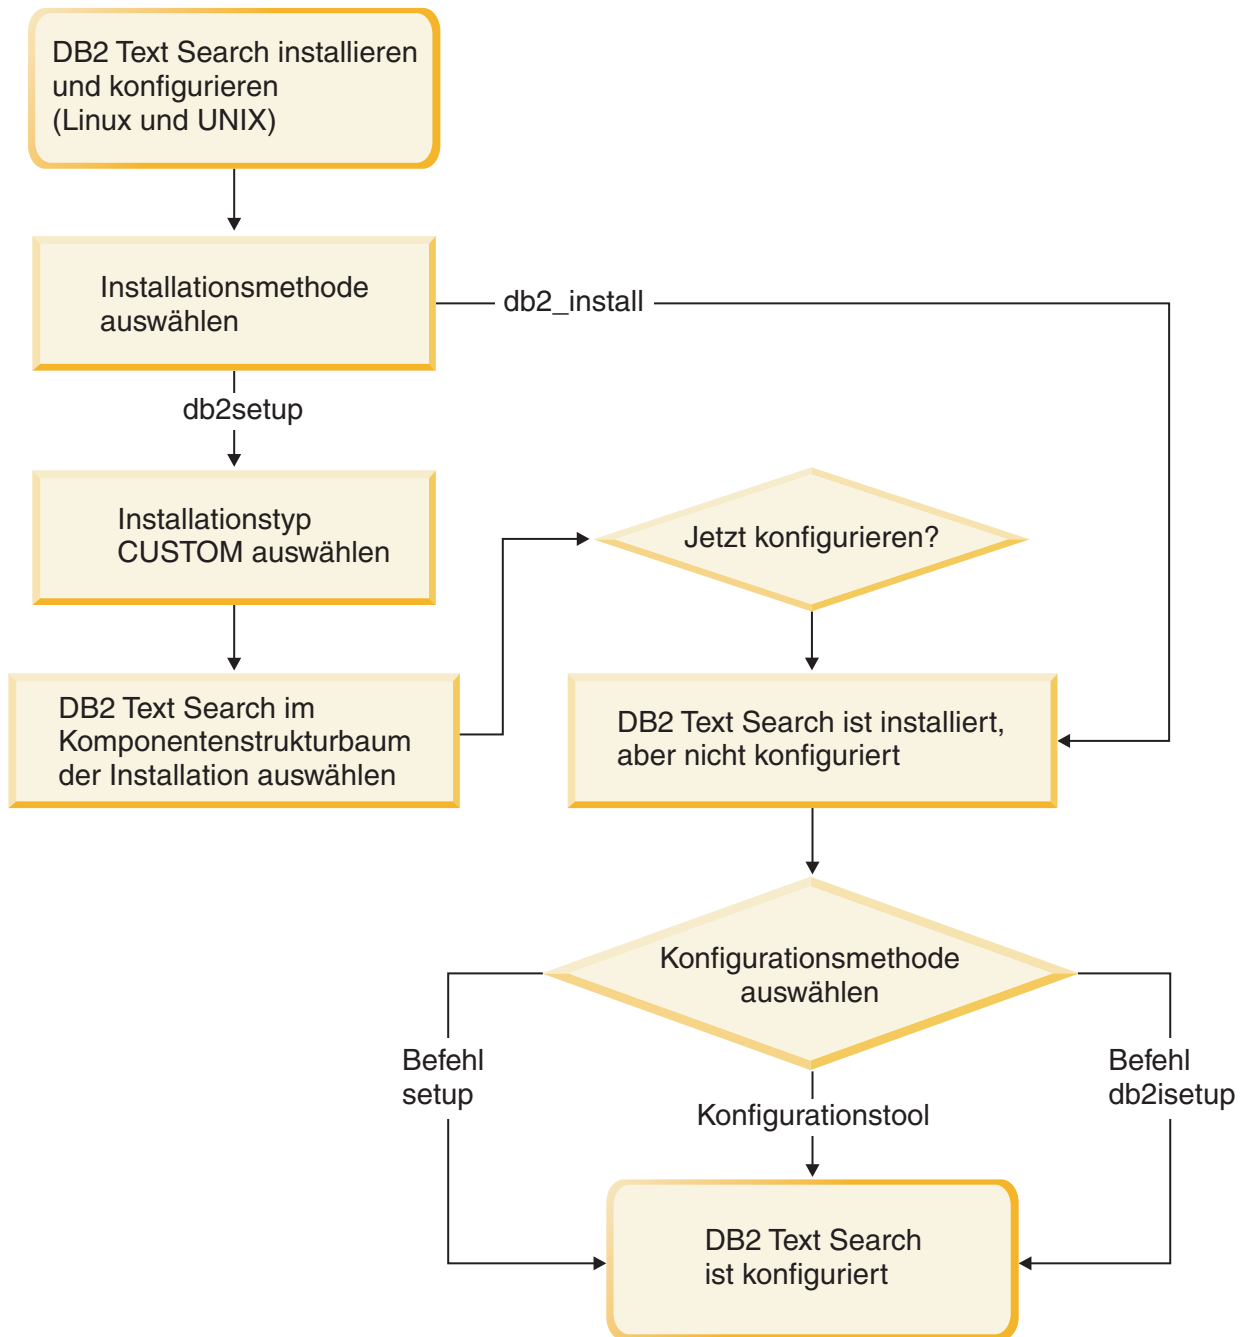 DB2 Text Search installieren
und konfigurieren
(Linux und UNIX)
Installationsmethode
auswählen
db2_install
db2setup
Installationstyp
CUSTOM auswählen
Jetzt konfigurieren?
DB2 Text Search im
Komponentenstrukturbaum
der Installation auswählen
DB2 Text Search ist installiert,
aber nicht konfiguriert
Konfigurationsmethode
auswählen
Befehl
setup
Konfigurationstool
Befehl
db2isetup
DB2 Text Search
ist konfiguriert